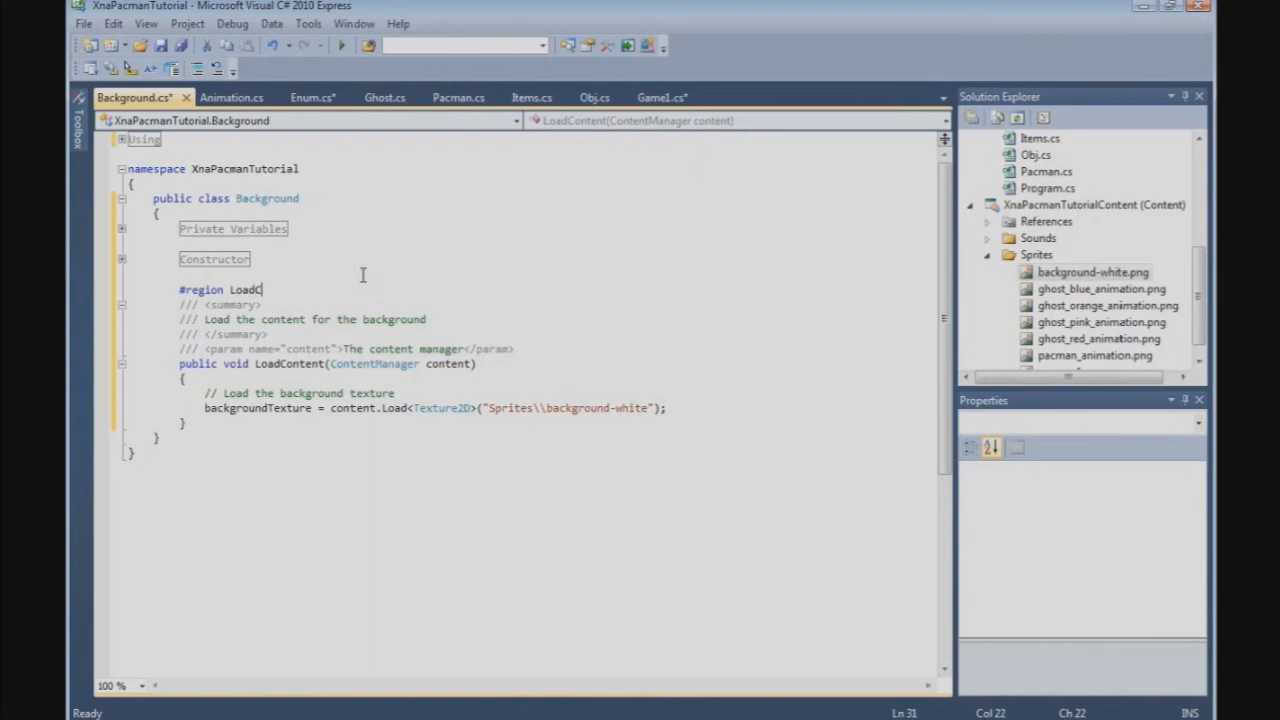 XnaPacmanTutorial - Microsoft Visual C# 2010 Express
File Edit View Project Debug Data Tools Window Help
Background.cs* Animation.cs Enum.cs* Ghost.cs Pacman.cs Items.cs Obj.cs Game1.cs*
Toolbox
XnaPacmanTutorial.Background LoadContent(ContentManager content)
Using
namespace XnaPacmanTutorial
{
public class Background
{
Private Variables
Constructor
#region LoadC
/// <summary>
/// Load the content for the background
/// </summary>
/// <param name="content">The content manager</param>
public void LoadContent(ContentManager content)
{
// Load the background texture
backgroundTexture = content.Load<Texture2D>("Sprites\\background-white");
}
}
}
100 %
Solution Explorer
Items.cs
Obj.cs
Pacman.cs
Program.cs
XnaPacmanTutorialContent (Content)
References
Sounds
Sprites
background-white.png
ghost_blue_animation.png
ghost_orange_animation.png
ghost_pink_animation.png
ghost_red_animation.png
pacman_animation.png
Properties
Ready Ln 31 Col 22 Ch 22 INS